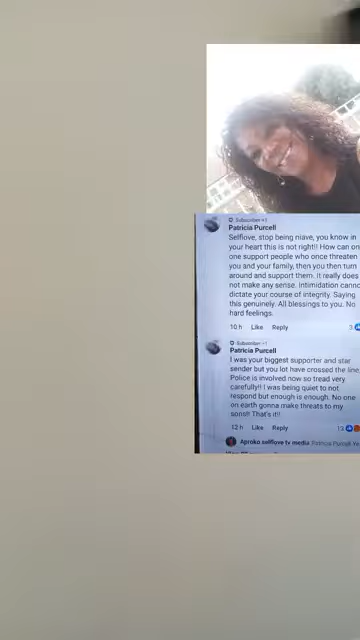 Subscriber +1
Patricia Purcell
Selflove, stop being niave, you know in
your heart this is not right!! How can on
one support people who once threaten
you and your family, then you then turn
around and support them. It really does
not make any sense. Intimidation canno
dictate your course of integrity. Saying
this genuinely. All blessings to you. No
hard feelings.
10 h Like Reply 3
Subscriber +1
Patricia Purcell
I was your biggest supporter and star
sender but you lot have crossed the line.
Police is involved now so tread very
carefully!! I was being quiet to not
respond but enough is enough. No one
on earth gonna make threats to my
sons!! That's it!!
12 h Like Reply 13
Aproko selflove tv media Patricia Purcell